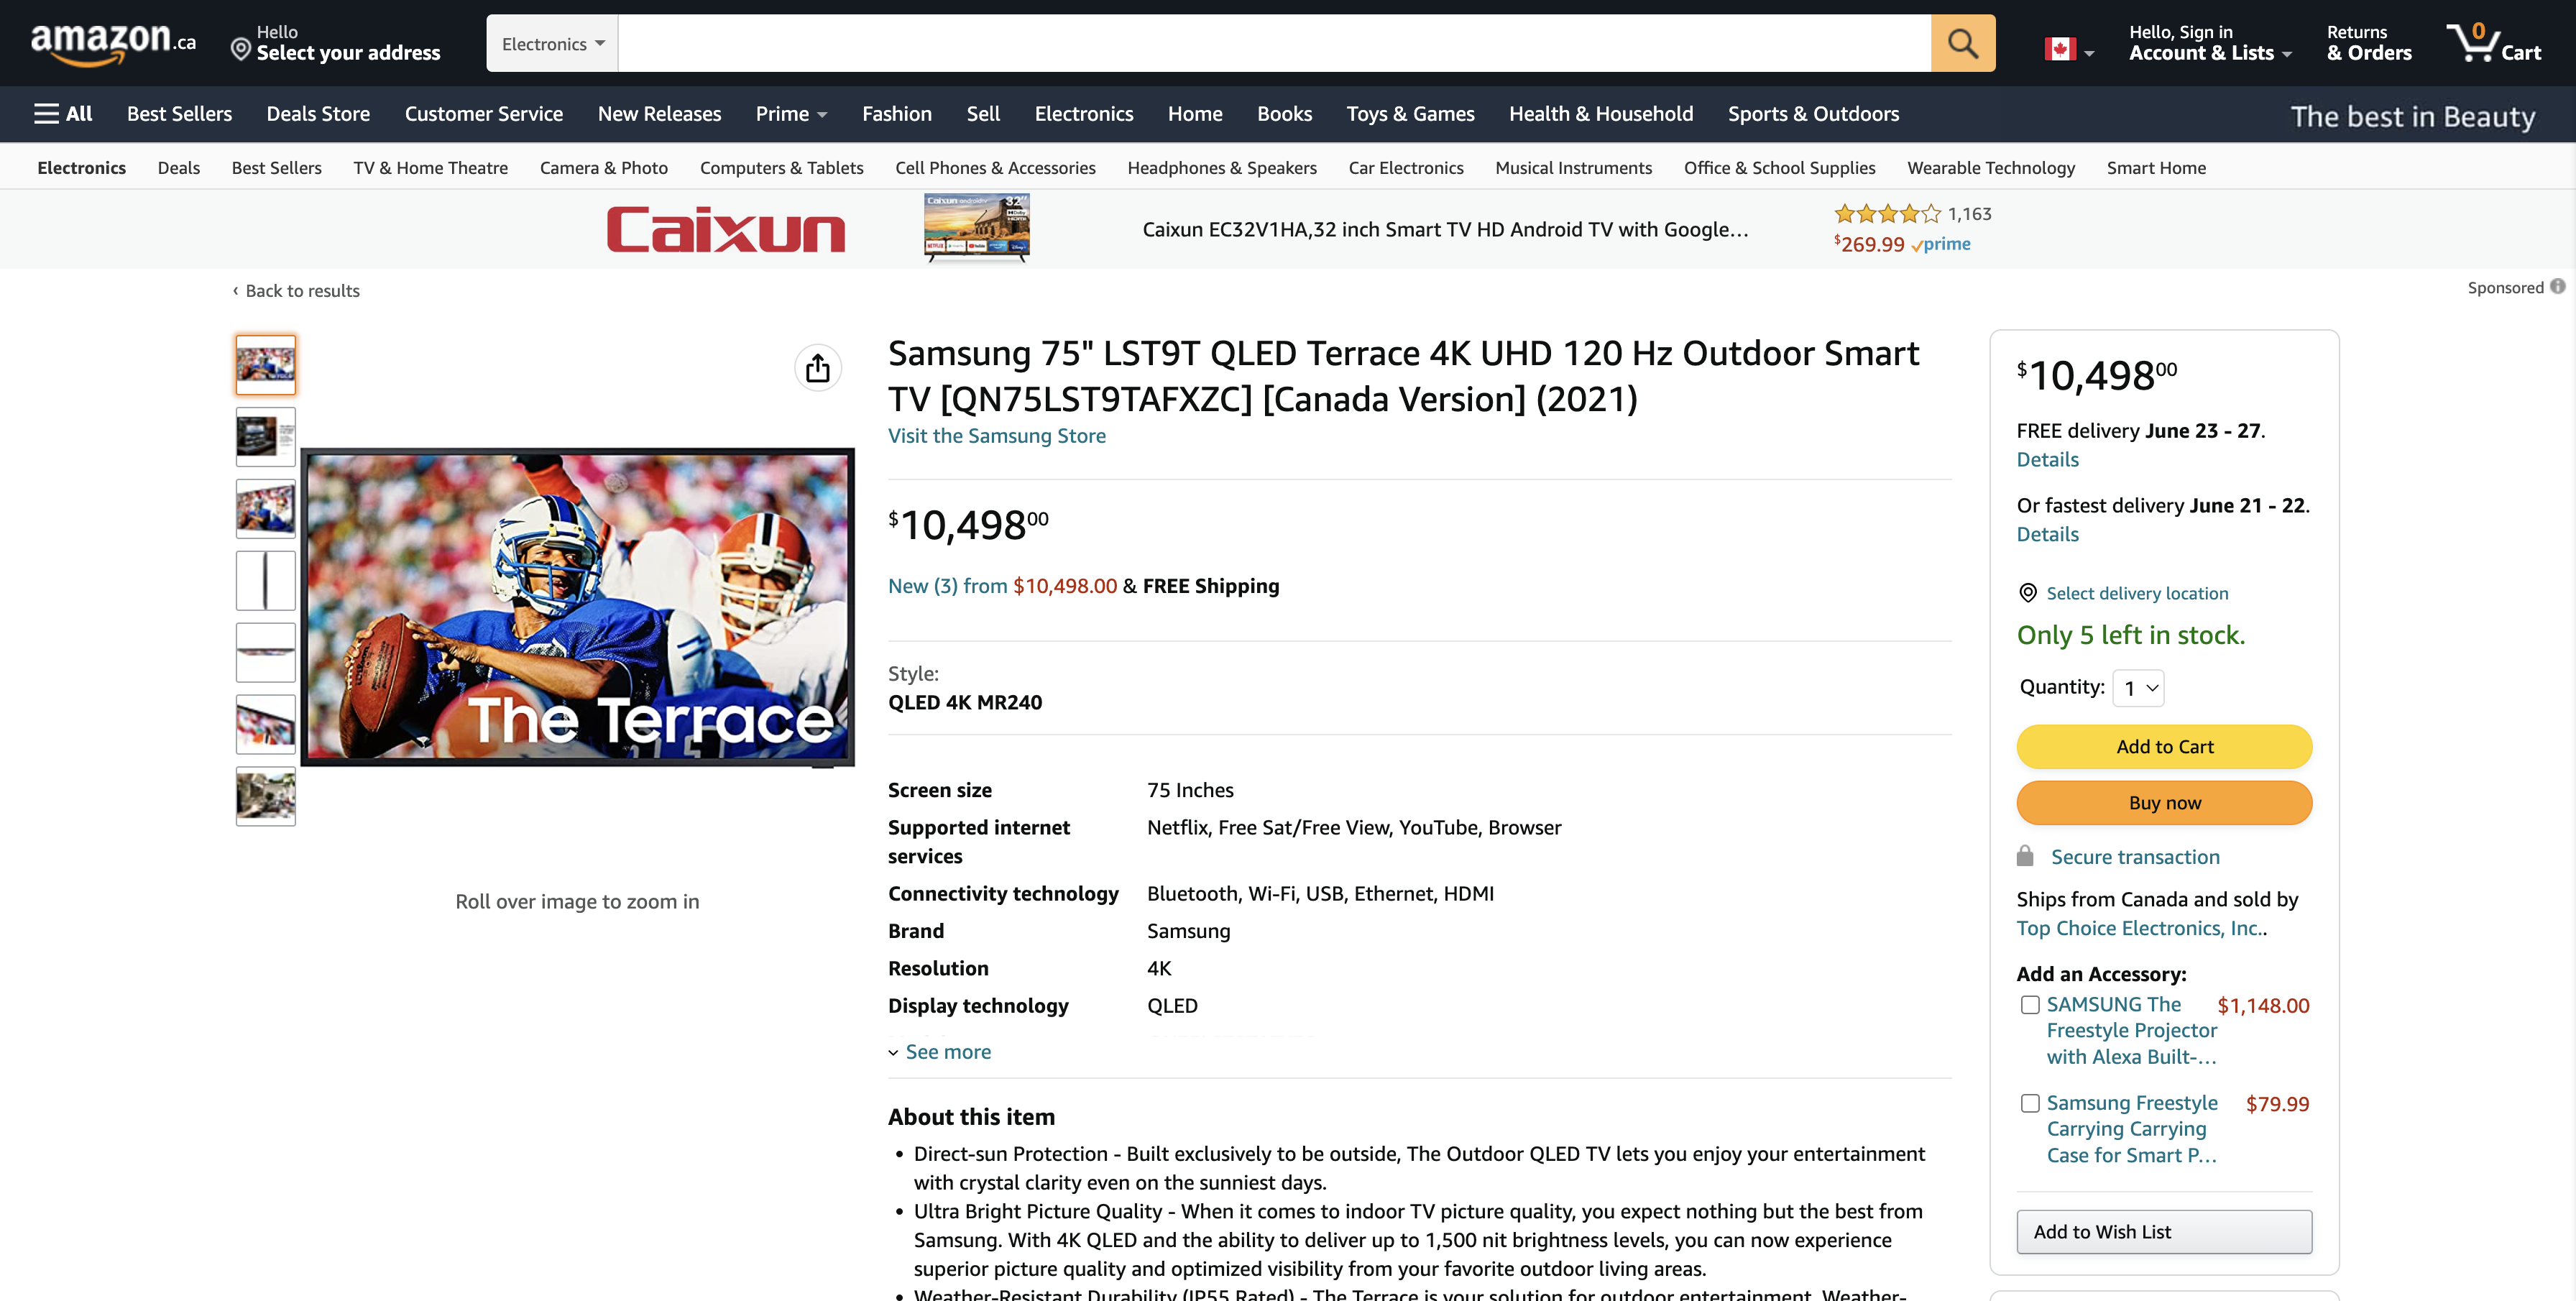 amazon.ca
Hello
Select your address
Electronics
Hello, Sign in
Account & Lists
Returns
& Orders
0
Cart
All
Best Sellers
Deals Store
Customer Service
New Releases
Prime
Fashion
Sell
Electronics
Home
Books
Toys & Games
Health & Household
Sports & Outdoors
The best in Beauty
Electronics
Deals
Best Sellers
TV & Home Theatre
Camera & Photo
Computers & Tablets
Cell Phones & Accessories
Headphones & Speakers
Car Electronics
Musical Instruments
Office & School Supplies
Wearable Technology
Smart Home
Caixun
Caixun androidtv 32"
Caixun EC32V1HA,32 inch Smart TV HD Android TV with Google...
1,163
$269.99 prime
‹ Back to results
Sponsored
Samsung 75" LST9T QLED Terrace 4K UHD 120 Hz Outdoor Smart
TV [QN75LST9TAFXZC] [Canada Version] (2021)
Visit the Samsung Store
$10,49800
New (3) from $10,498.00 & FREE Shipping
Style:
QLED 4K MR240
The Terrace
Roll over image to zoom in
Screen size 75 Inches
Supported internet Netflix, Free Sat/Free View, YouTube, Browser
services
Connectivity technology Bluetooth, Wi-Fi, USB, Ethernet, HDMI
Brand Samsung
Resolution 4K
Display technology QLED
See more
About this item
• Direct-sun Protection - Built exclusively to be outside, The Outdoor QLED TV lets you enjoy your entertainment
with crystal clarity even on the sunniest days.
• Ultra Bright Picture Quality - When it comes to indoor TV picture quality, you expect nothing but the best from
Samsung. With 4K QLED and the ability to deliver up to 1,500 nit brightness levels, you can now experience
superior picture quality and optimized visibility from your favorite outdoor living areas.
• Weather-Resistant Durability (IP55 Rated) - The Terrace is your solution for outdoor entertainment. Weather-
$10,49800
FREE delivery June 23 - 27.
Details
Or fastest delivery June 21 - 22.
Details
Select delivery location
Only 5 left in stock.
Quantity: 1
Add to Cart
Buy now
Secure transaction
Ships from Canada and sold by
Top Choice Electronics, Inc..
Add an Accessory:
SAMSUNG The $1,148.00
Freestyle Projector
with Alexa Built-...
Samsung Freestyle $79.99
Carrying Carrying
Case for Smart P...
Add to Wish List